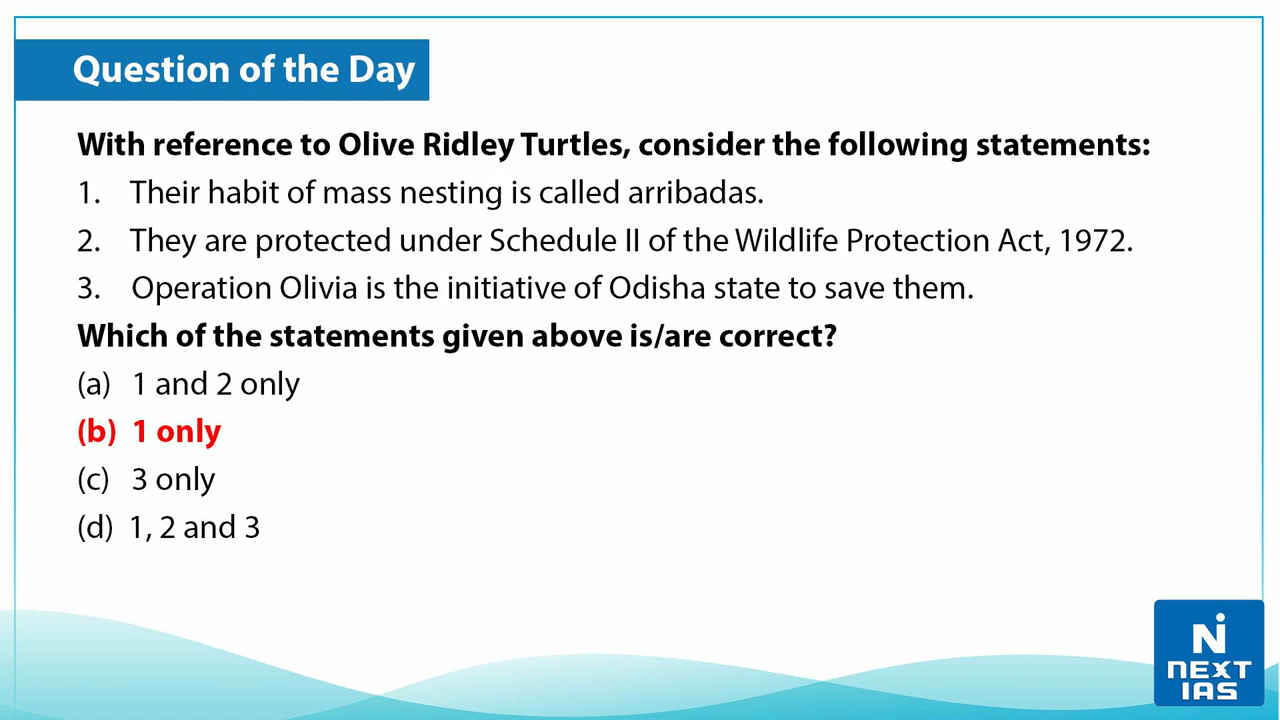 Question of the Day
With reference to Olive Ridley Turtles, consider the following statements:
1. Their habit of mass nesting is called arribadas.
2. They are protected under Schedule II of the Wildlife Protection Act, 1972.
3. Operation Olivia is the initiative of Odisha state to save them.
Which of the statements given above is/are correct?
(a) 1 and 2 only
(b) 1 only
(c) 3 only
(d) 1, 2 and 3
NEXT
IAS